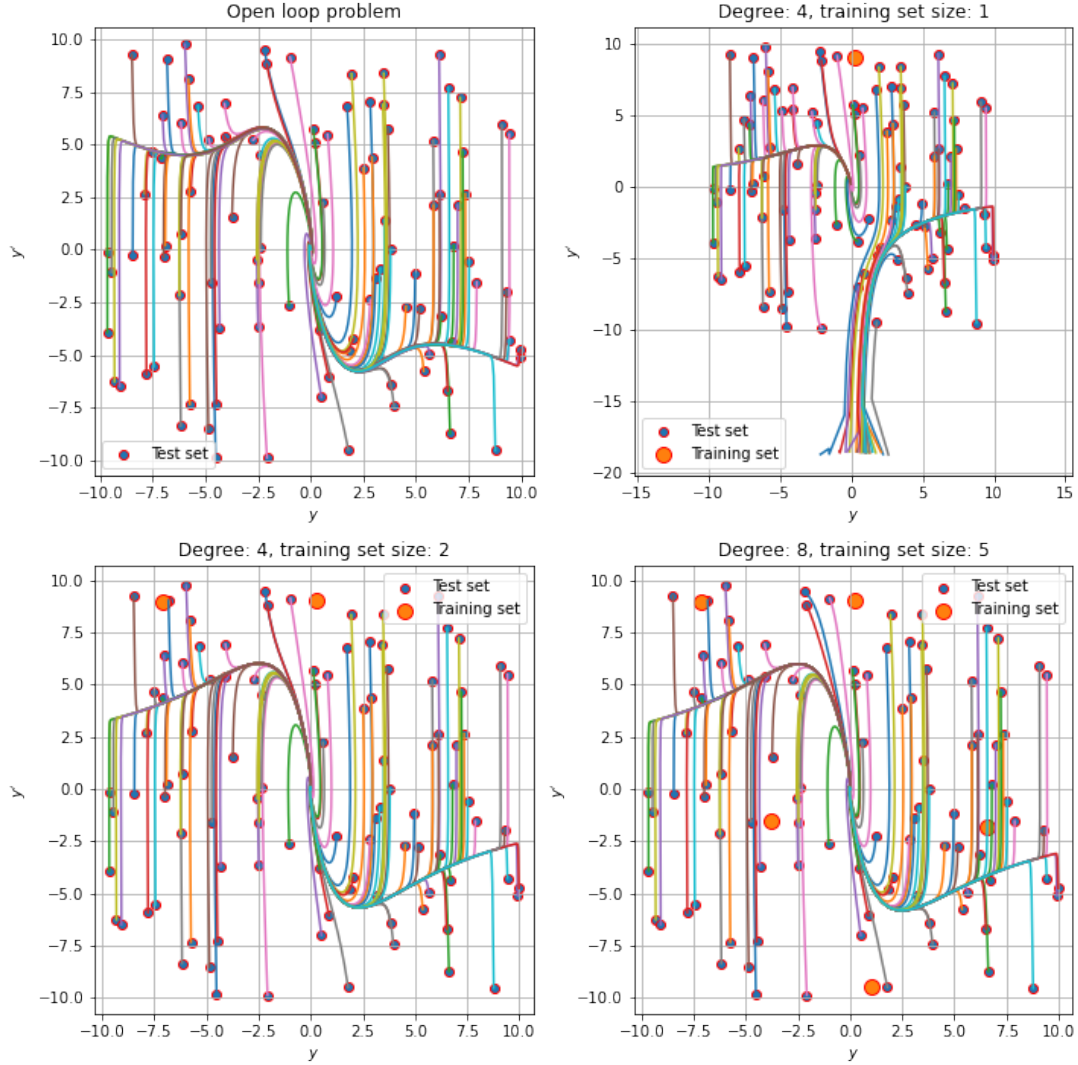 Open loop problem
10.0
7.5
5.0
2.5
0.0
−2.5
−5.0
−7.5
−10.0
y'
Test set
−10.0 −7.5 −5.0 −2.5 0.0 2.5 5.0 7.5 10.0
y
Degree: 4, training set size: 1
10
5
0
−5
−10
−15
−20
y'
Test set
Training set
−15 −10 −5 0 5 10 15
y
Degree: 4, training set size: 2
Test set
Training set
10.0
7.5
5.0
2.5
0.0
−2.5
−5.0
−7.5
−10.0
y'
−10.0 −7.5 −5.0 −2.5 0.0 2.5 5.0 7.5 10.0
y
Degree: 8, training set size: 5
Test set
Training set
10.0
7.5
5.0
2.5
0.0
−2.5
−5.0
−7.5
−10.0
y'
−10.0 −7.5 −5.0 −2.5 0.0 2.5 5.0 7.5 10.0
y